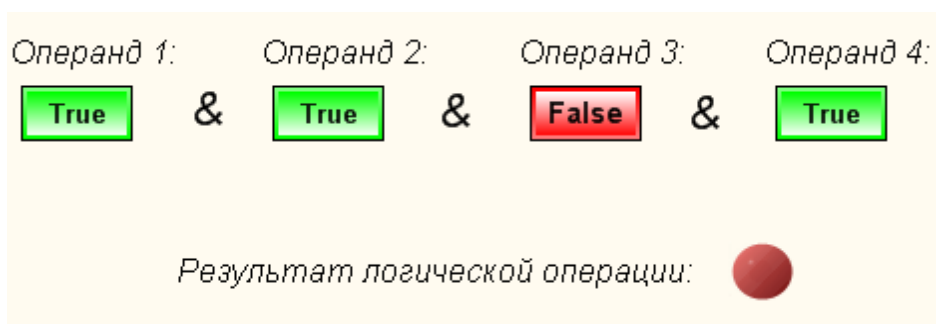 Операнд 1: Операнд 2: Операнд 3: Операнд 4:
True & True & False & True
Результат логической операции: